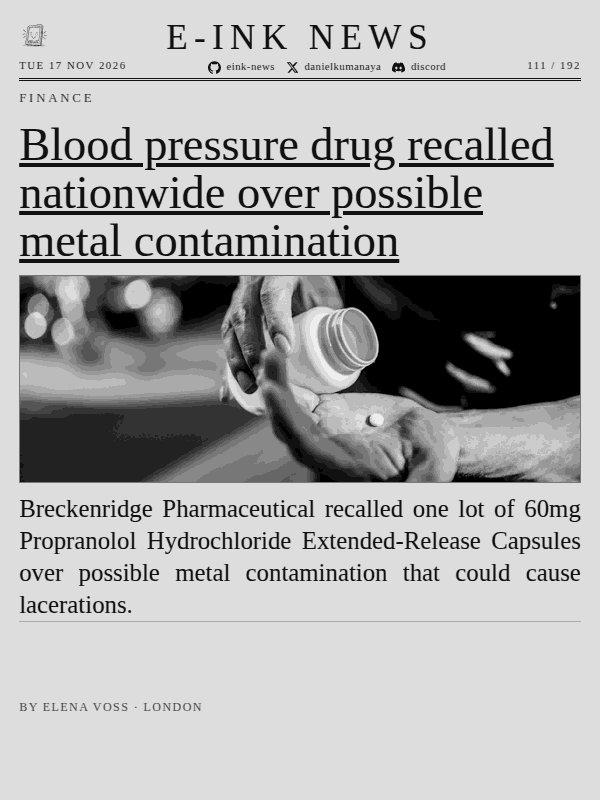 E-INK NEWS
TUE 17 NOV 2026
eink-news danielkumanaya discord
111 / 192
FINANCE
Blood pressure drug recalled
nationwide over possible
metal contamination
Breckenridge Pharmaceutical recalled one lot of 60mg
Propranolol Hydrochloride Extended-Release Capsules
over possible metal contamination that could cause
lacerations.
BY ELENA VOSS · LONDON